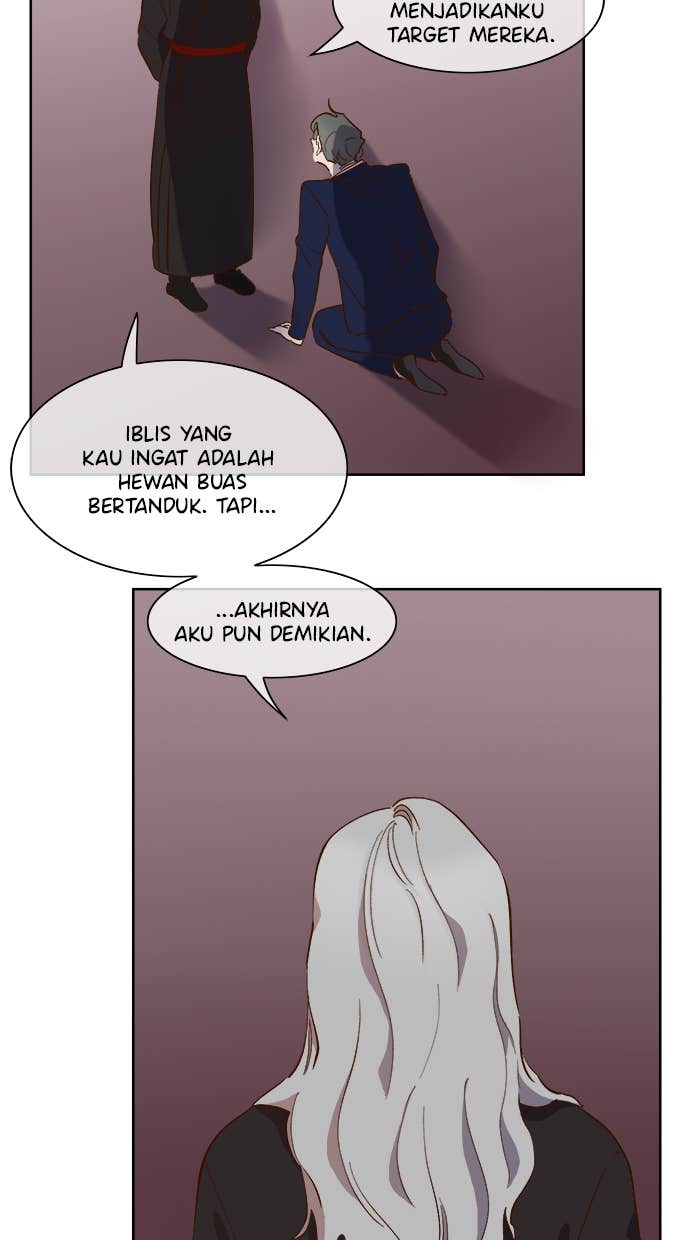 MENJADIKANKU
TARGET MEREKA.
IBLIS YANG
KAU INGAT ADALAH
HEWAN BUAS
BERTANDUK. TAPI...
...AKHIRNYA
AKU PUN DEMIKIAN.